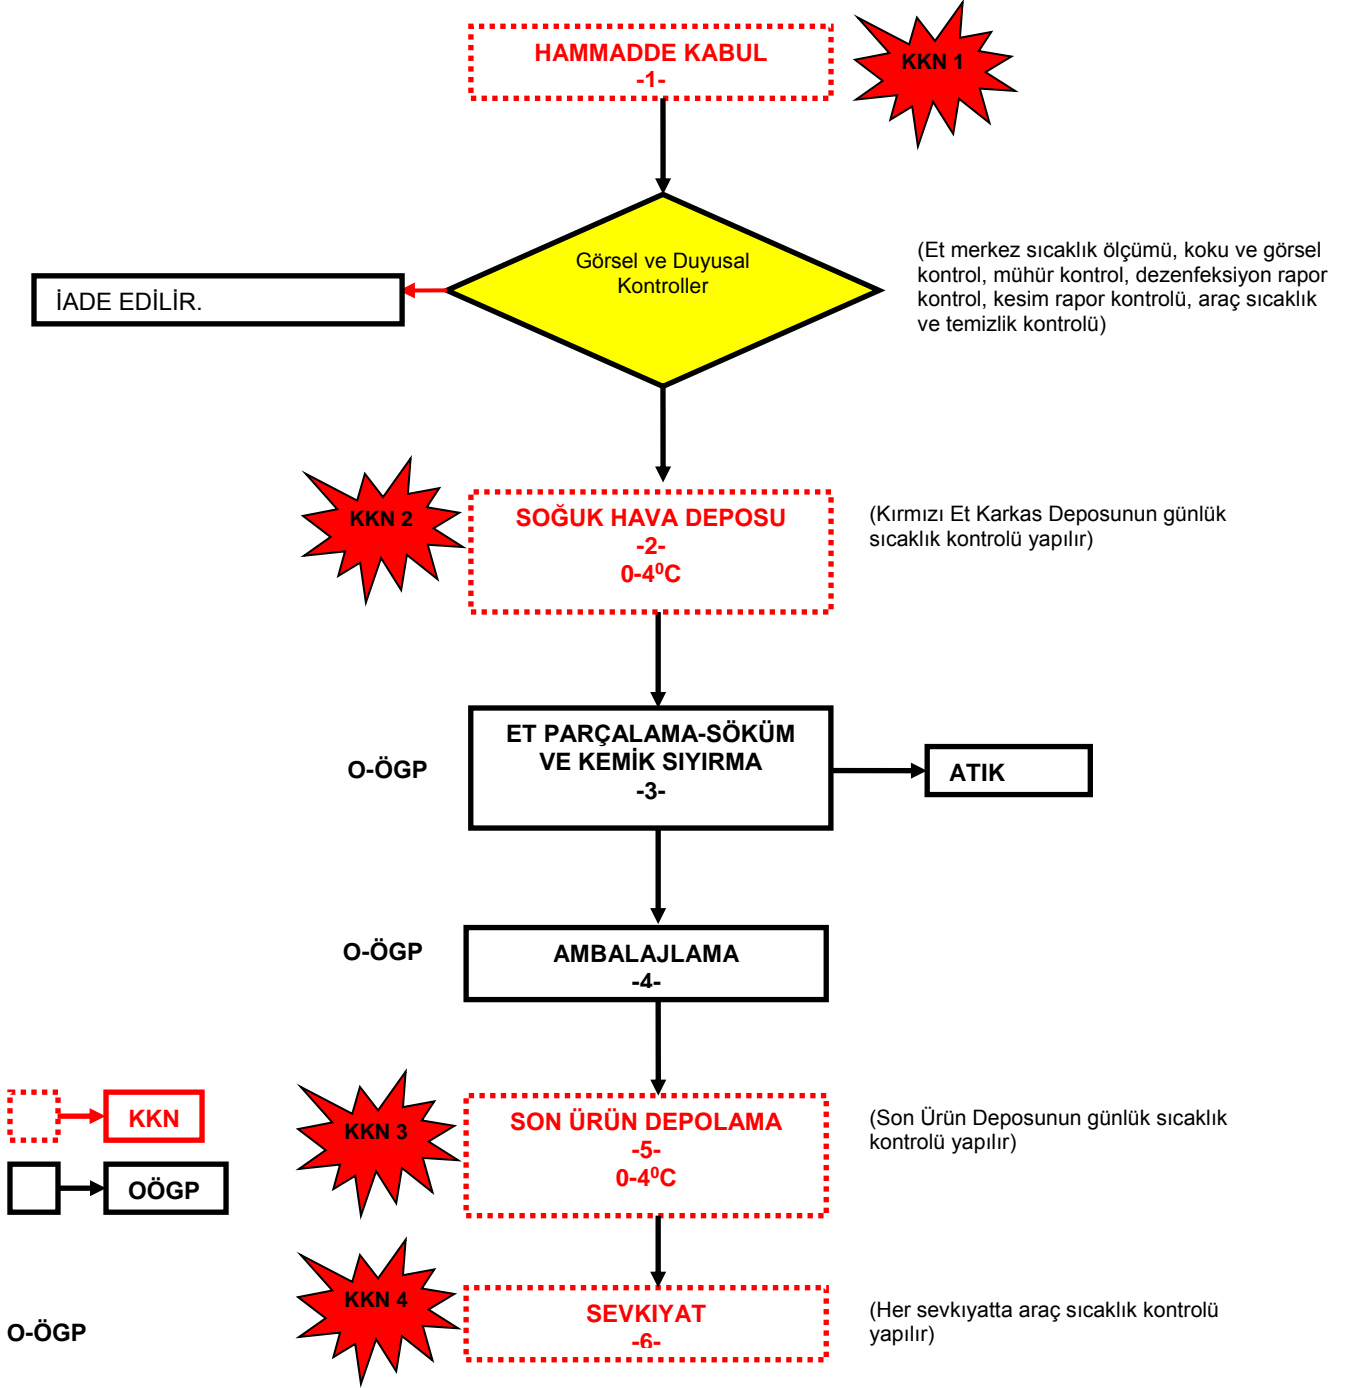 HAMMADDE KABUL
-1-
KKN 1
Görsel ve Duyusal
Kontroller
(Et merkez sıcaklık ölçümü, koku ve görsel
kontrol, mühür kontrol, dezenfeksiyon rapor
kontrol, kesim rapor kontrolü, araç sıcaklık
ve temizlik kontrolü)
İADE EDİLİR.
KKN 2
SOĞUK HAVA DEPOSU
-2-
0-4⁰C
(Kırmızı Et Karkas Deposunun günlük
sıcaklık kontrolü yapılır)
O-ÖGP
ET PARÇALAMA-SÖKÜM
VE KEMİK SIYIRMA
-3-
ATIK
O-ÖGP
AMBALAJLAMA
-4-
KKN
OÖGP
KKN 3
SON ÜRÜN DEPOLAMA
-5-
0-4⁰C
(Son Ürün Deposunun günlük sıcaklık
kontrolü yapılır)
O-ÖGP
KKN 4
SEVKIYAT
-6-
(Her sevkıyatta araç sıcaklık kontrolü
yapılır)